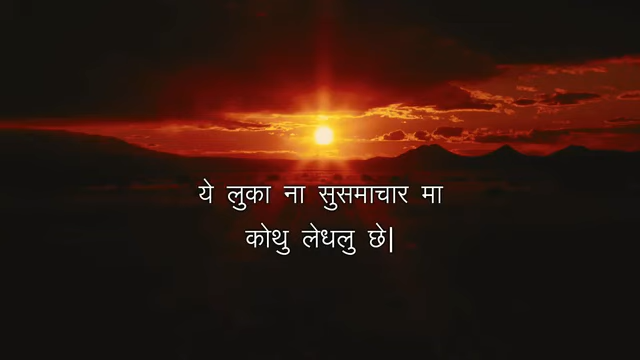 ये लुका ना सुसमाचार मा
कोथु लेधलु छे|